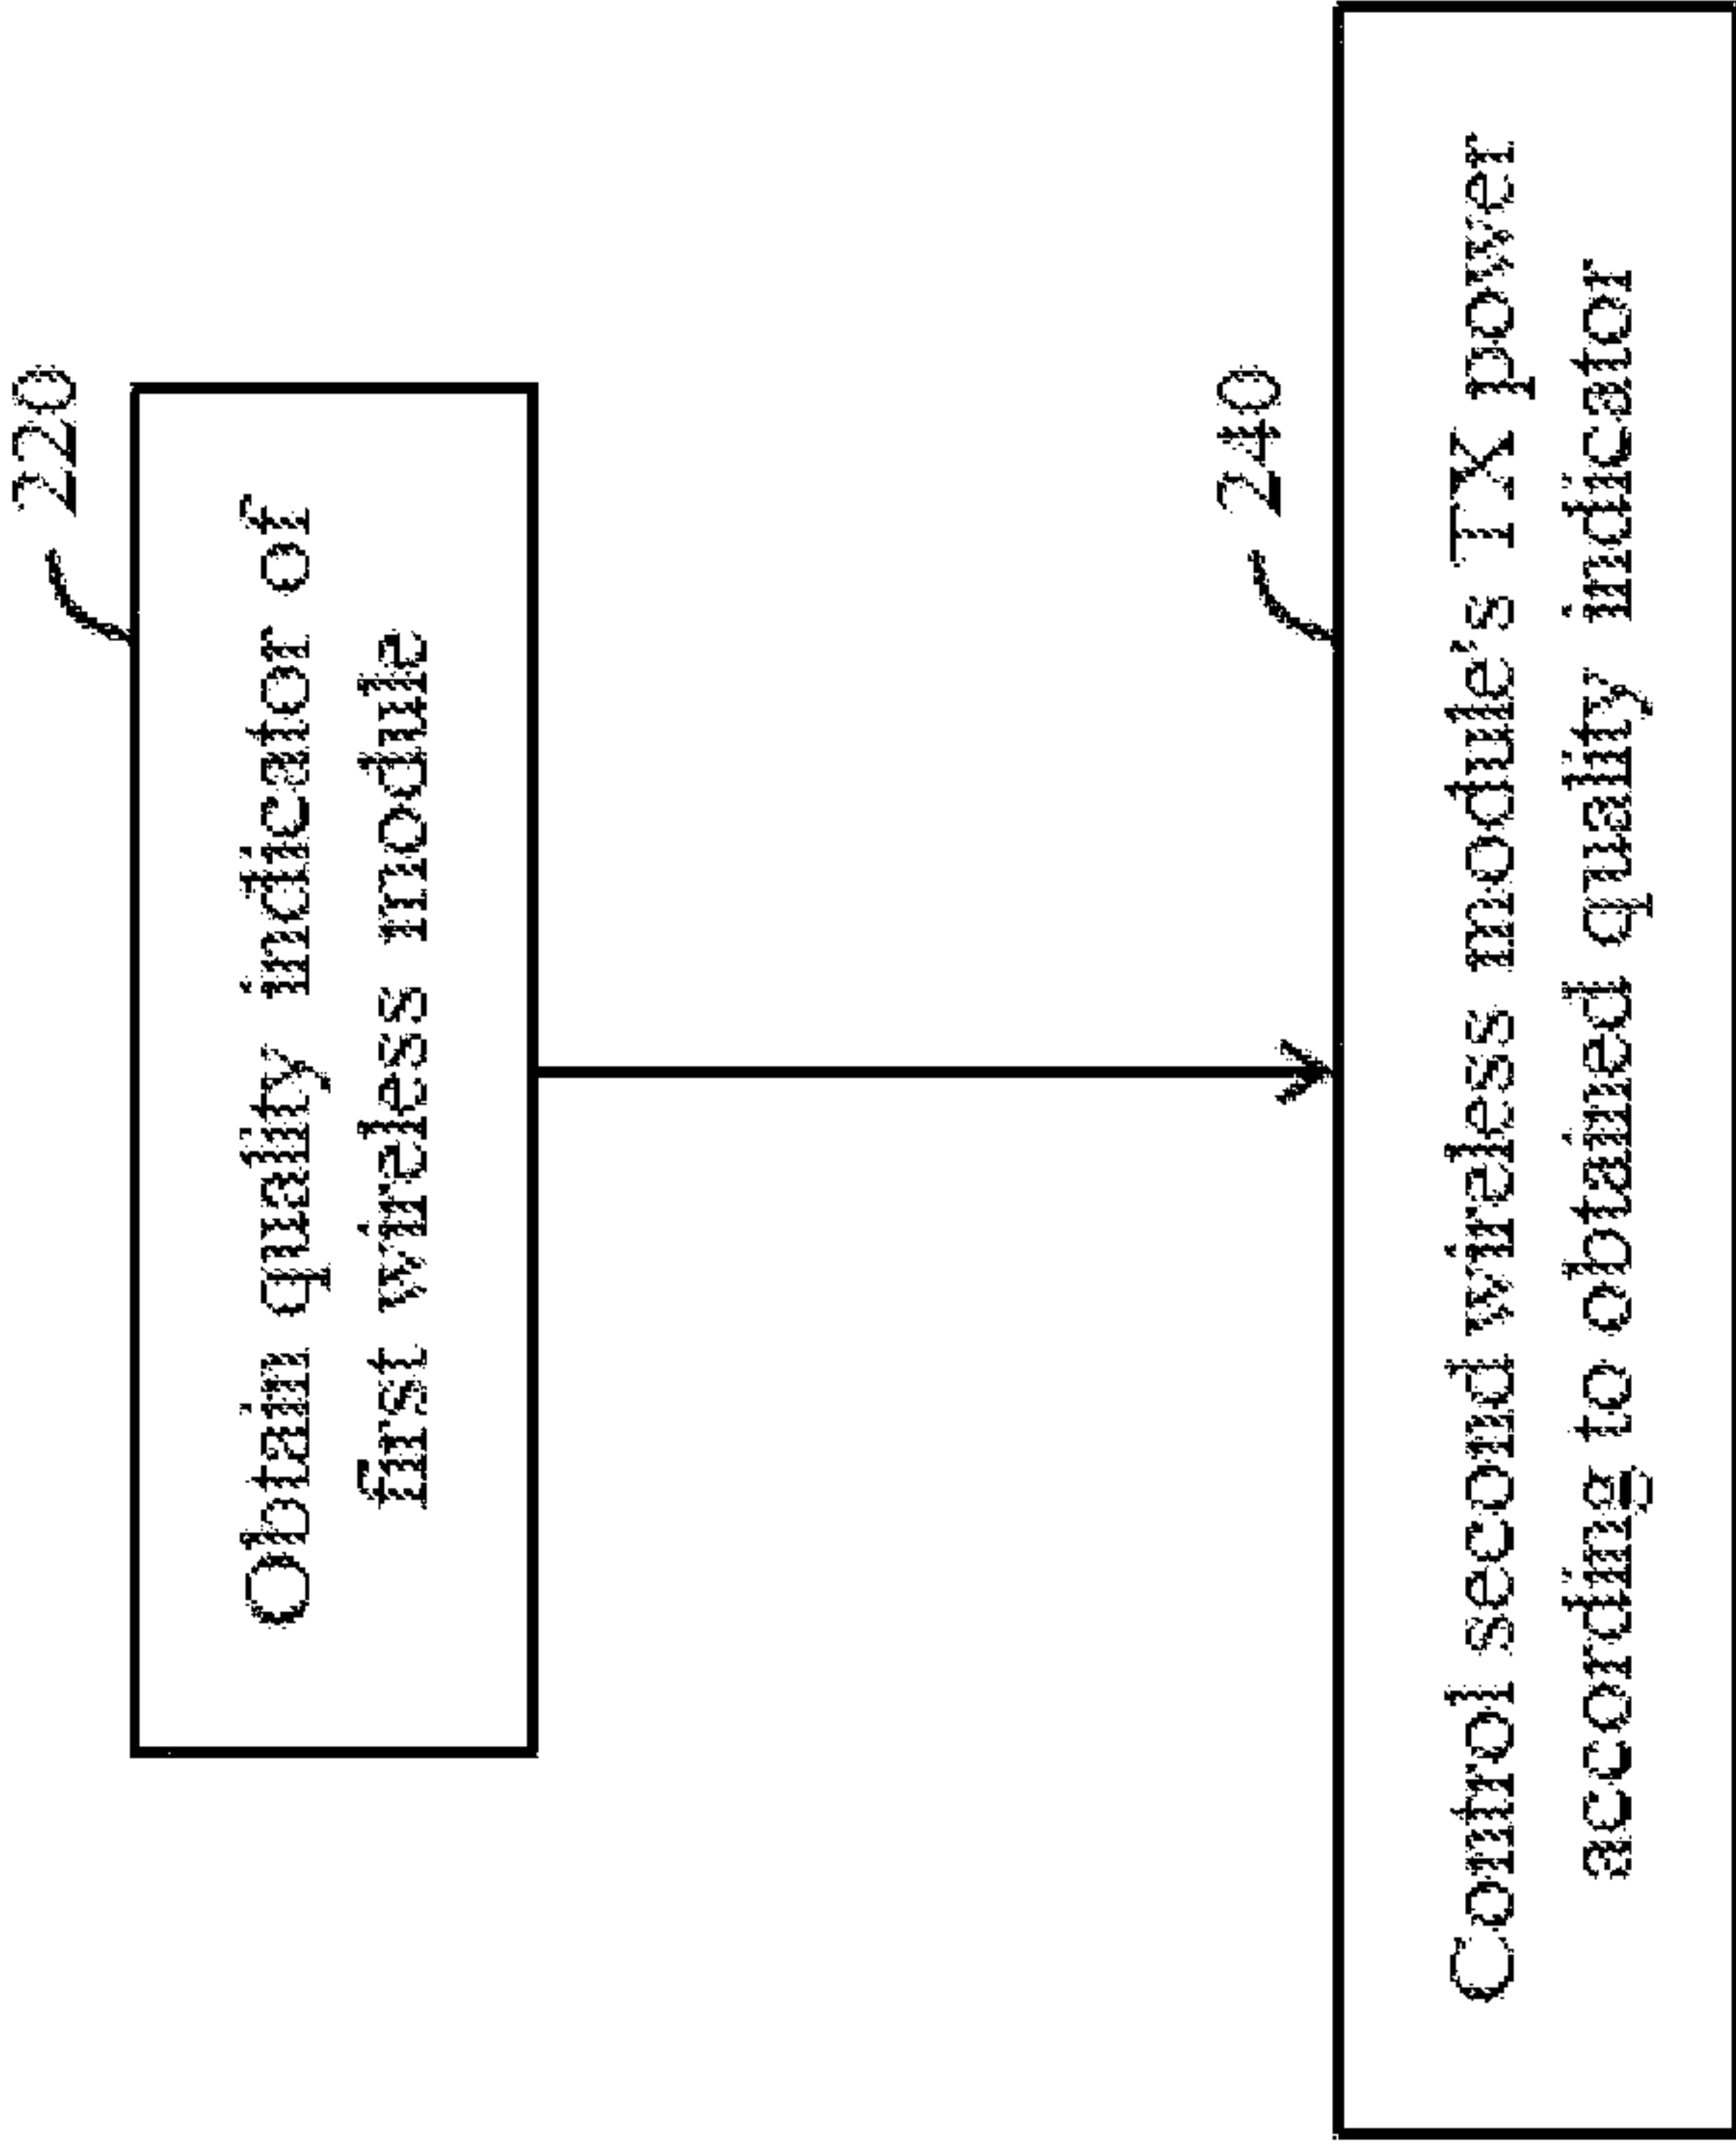 220
Obtain quality indicator of
first wireless module
240
Control second wireless module's TX power
according to obtained quality indicator